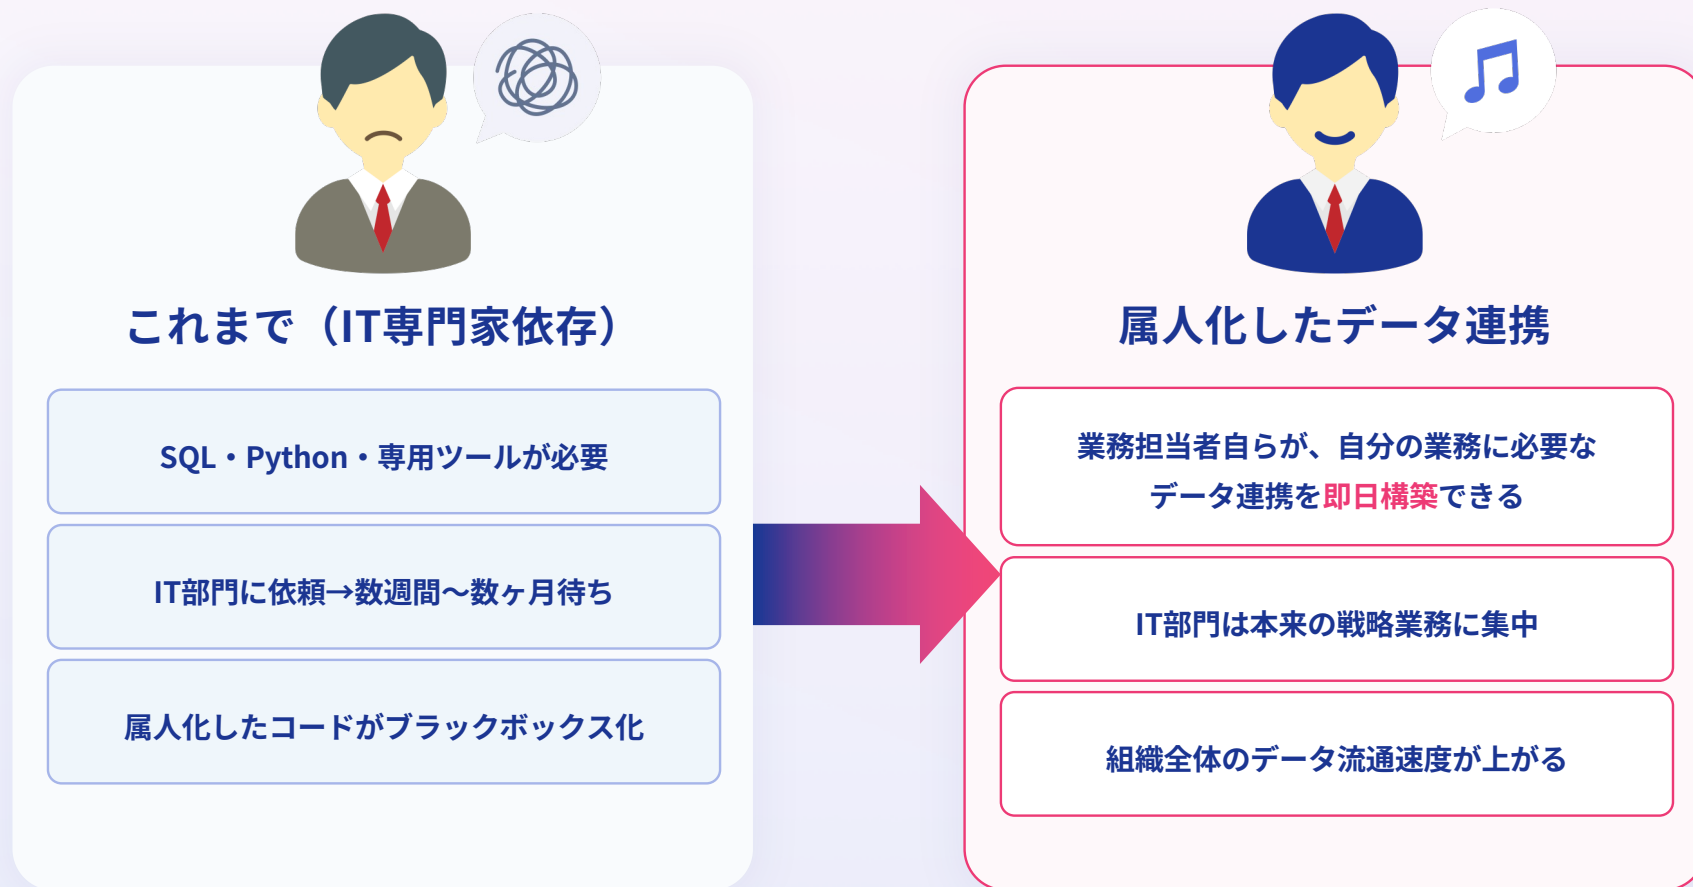 これまで（IT専門家依存）
SQL・Python・専用ツールが必要
IT部門に依頼→数週間〜数ヶ月待ち
属人化したコードがブラックボックス化
属人化したデータ連携
業務担当者自らが、自分の業務に必要な
データ連携を即日構築できる
IT部門は本来の戦略業務に集中
組織全体のデータ流通速度が上がる